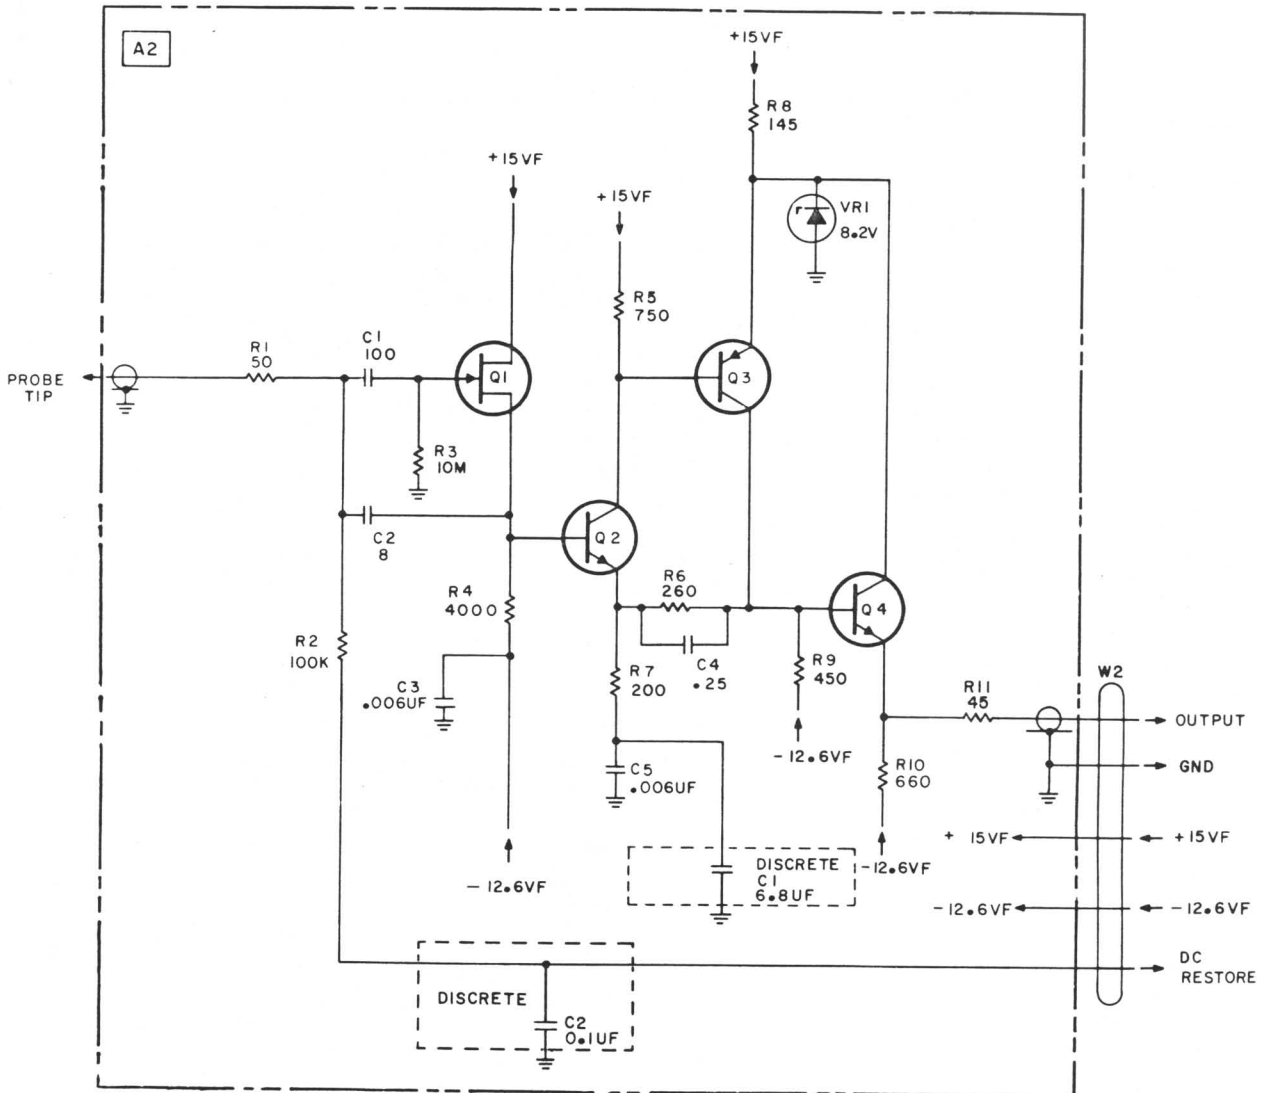 A2
+15VF
R8
145
+15VF
+15VF
VR1
8.2V
R5
750
R1
50
C1
100
Q1
Q3
PROBE
TIP
R3
10M
C2
8
Q2
R4
4000
R6
260
Q4
R2
100K
C4
.25
R7
200
R9
450
C3
.006UF
W2
R11
45
OUTPUT
-12.6VF
C5
.006UF
R10
660
GND
+ 15VF
+15VF
DISCRETE
C1
6.8UF
-12.6VF
-12.6VF
-12.6VF
-12.6VF
DC
RESTORE
DISCRETE
C2
0.1UF